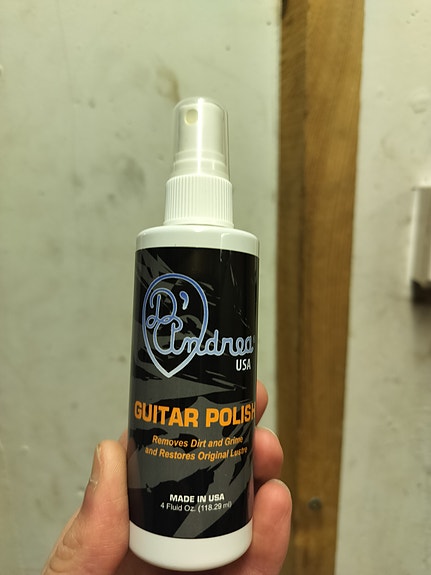 D'Andrea
USA
GUITAR POLISH
Removes Dirt and Grime
and Restores Original Lustre
MADE IN USA
4 Fluid Oz. (118.29 ml)